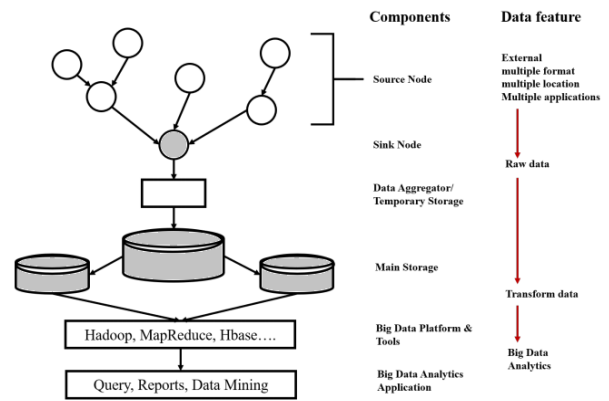 Components
Data feature
Source Node
External
multiple format
multiple location
Multiple applications
Sink Node
Raw data
Data Aggregator/
Temporary Storage
Main Storage
Transform data
Hadoop, MapReduce, Hbase….
Big Data Platform &
Tools
Big Data
Analytics
Query, Reports, Data Mining
Big Data Analytics
Application